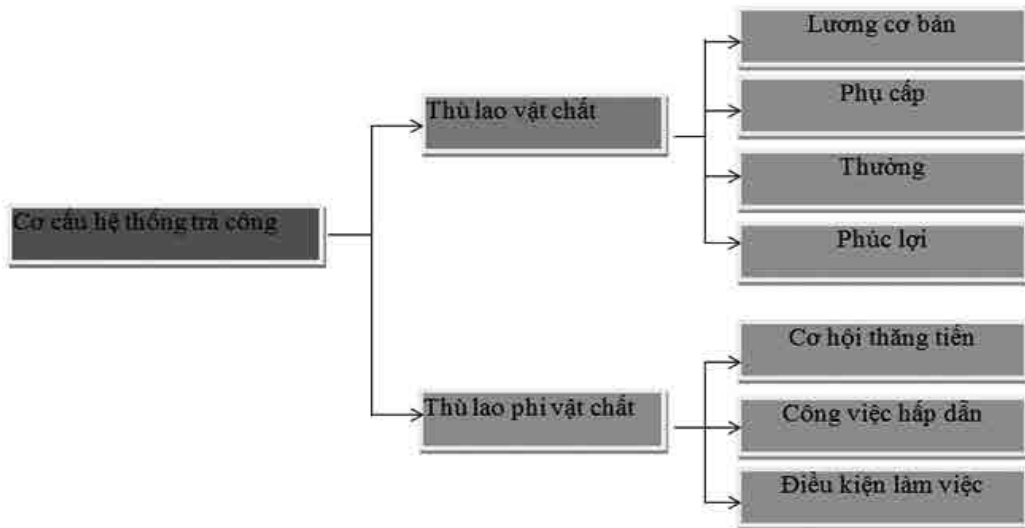 Cơ cấu hệ thống trả công
Thù lao vật chất
Lương cơ bản
Phụ cấp
Thưởng
Phúc lợi
Thù lao phi vật chất
Cơ hội thăng tiến
Công việc hấp dẫn
Điều kiện làm việc